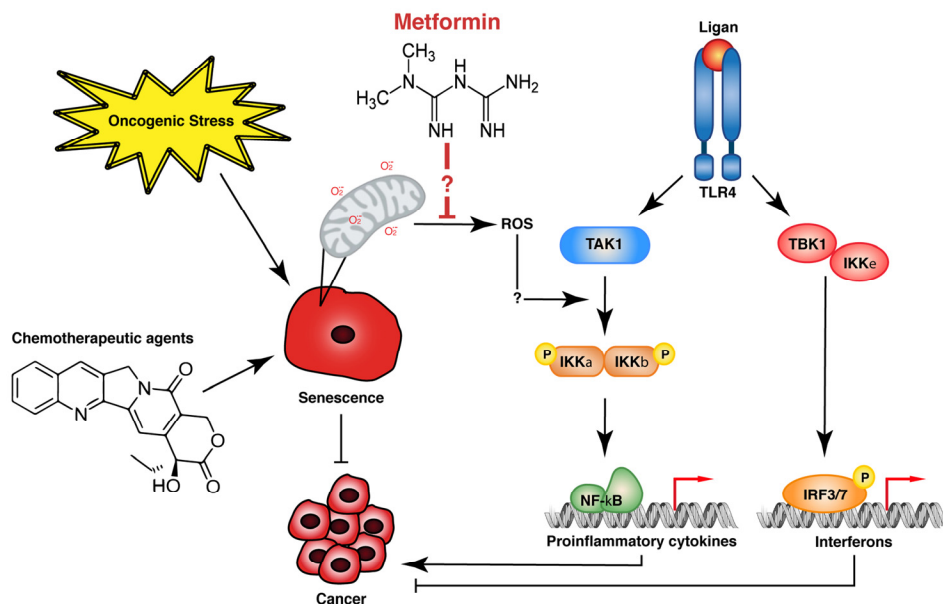 Metformin
Ligan
CH₃
H
N
N
NH₂
H₃C
NH
NH
Oncogenic Stress
?
TLR4
O₂⁻
O₂⁻
O₂⁻
O₂⁻
ROS
TAK1
TBK1
IKKe
?
Chemotherapeutic agents
P
IKKa
IKKb
P
O
N
N
O
HO
O
Senescence
NF-kB
IRF3/7
P
Proinflammatory cytokines
Interferons
Cancer